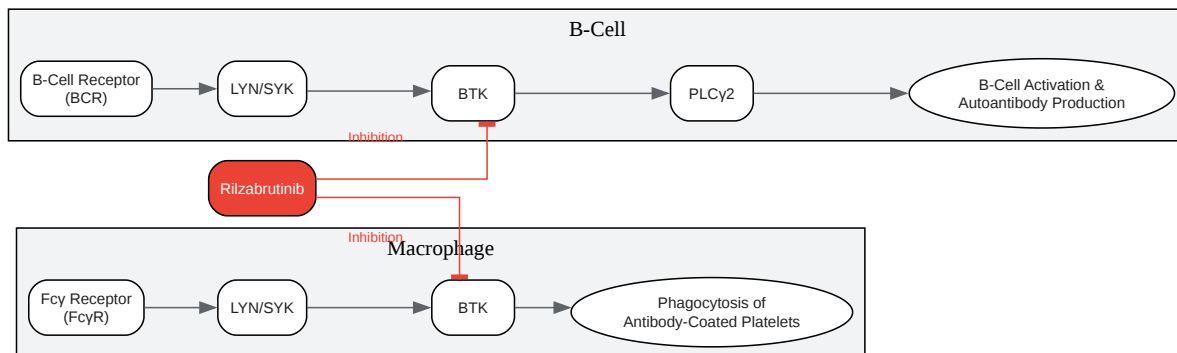 B-Cell
B-Cell Receptor
(BCR)
LYN/SYK
BTK
PLCγ2
B-Cell Activation &
Autoantibody Production
Inhibition
Rilzabrutinib
Inhibition
Macrophage
Fcγ Receptor
(FcγR)
LYN/SYK
BTK
Phagocytosis of
Antibody-Coated Platelets